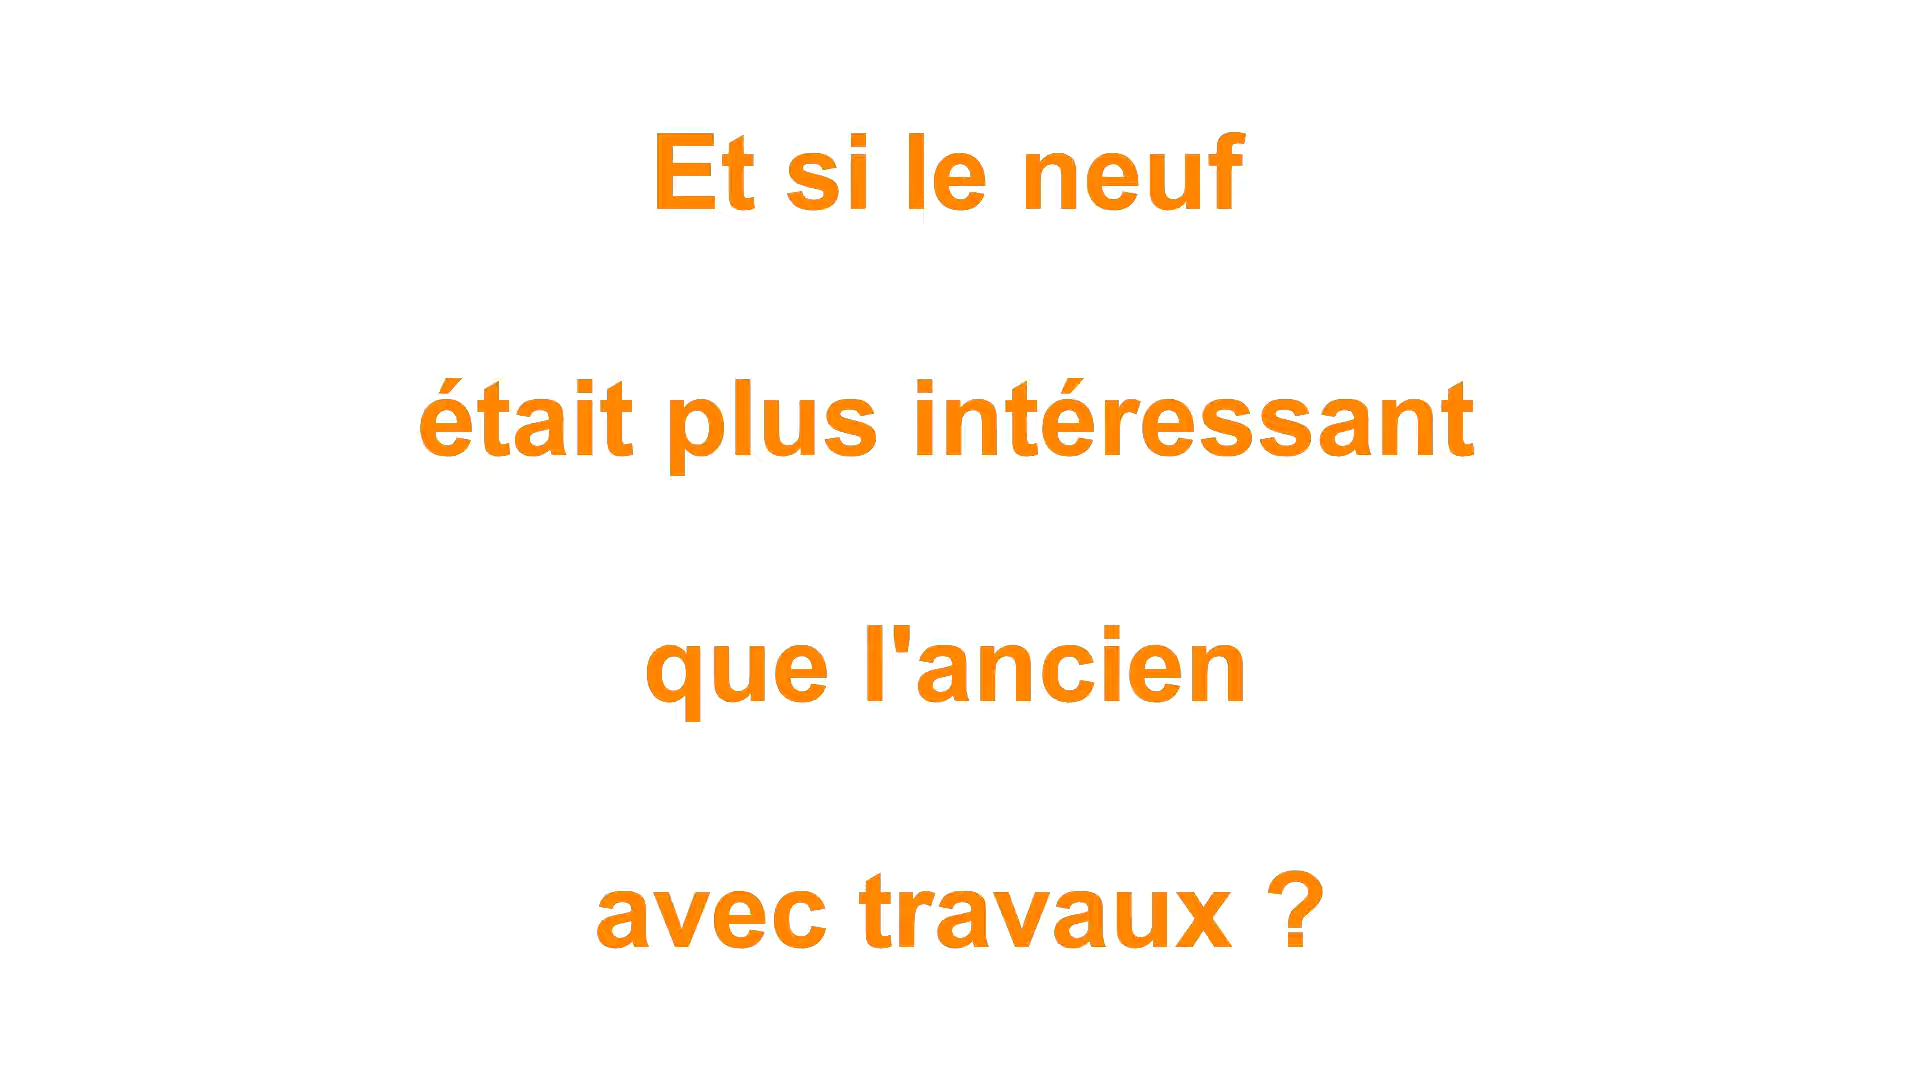 Et si le neuf
était plus intéressant
que l'ancien
avec travaux ?